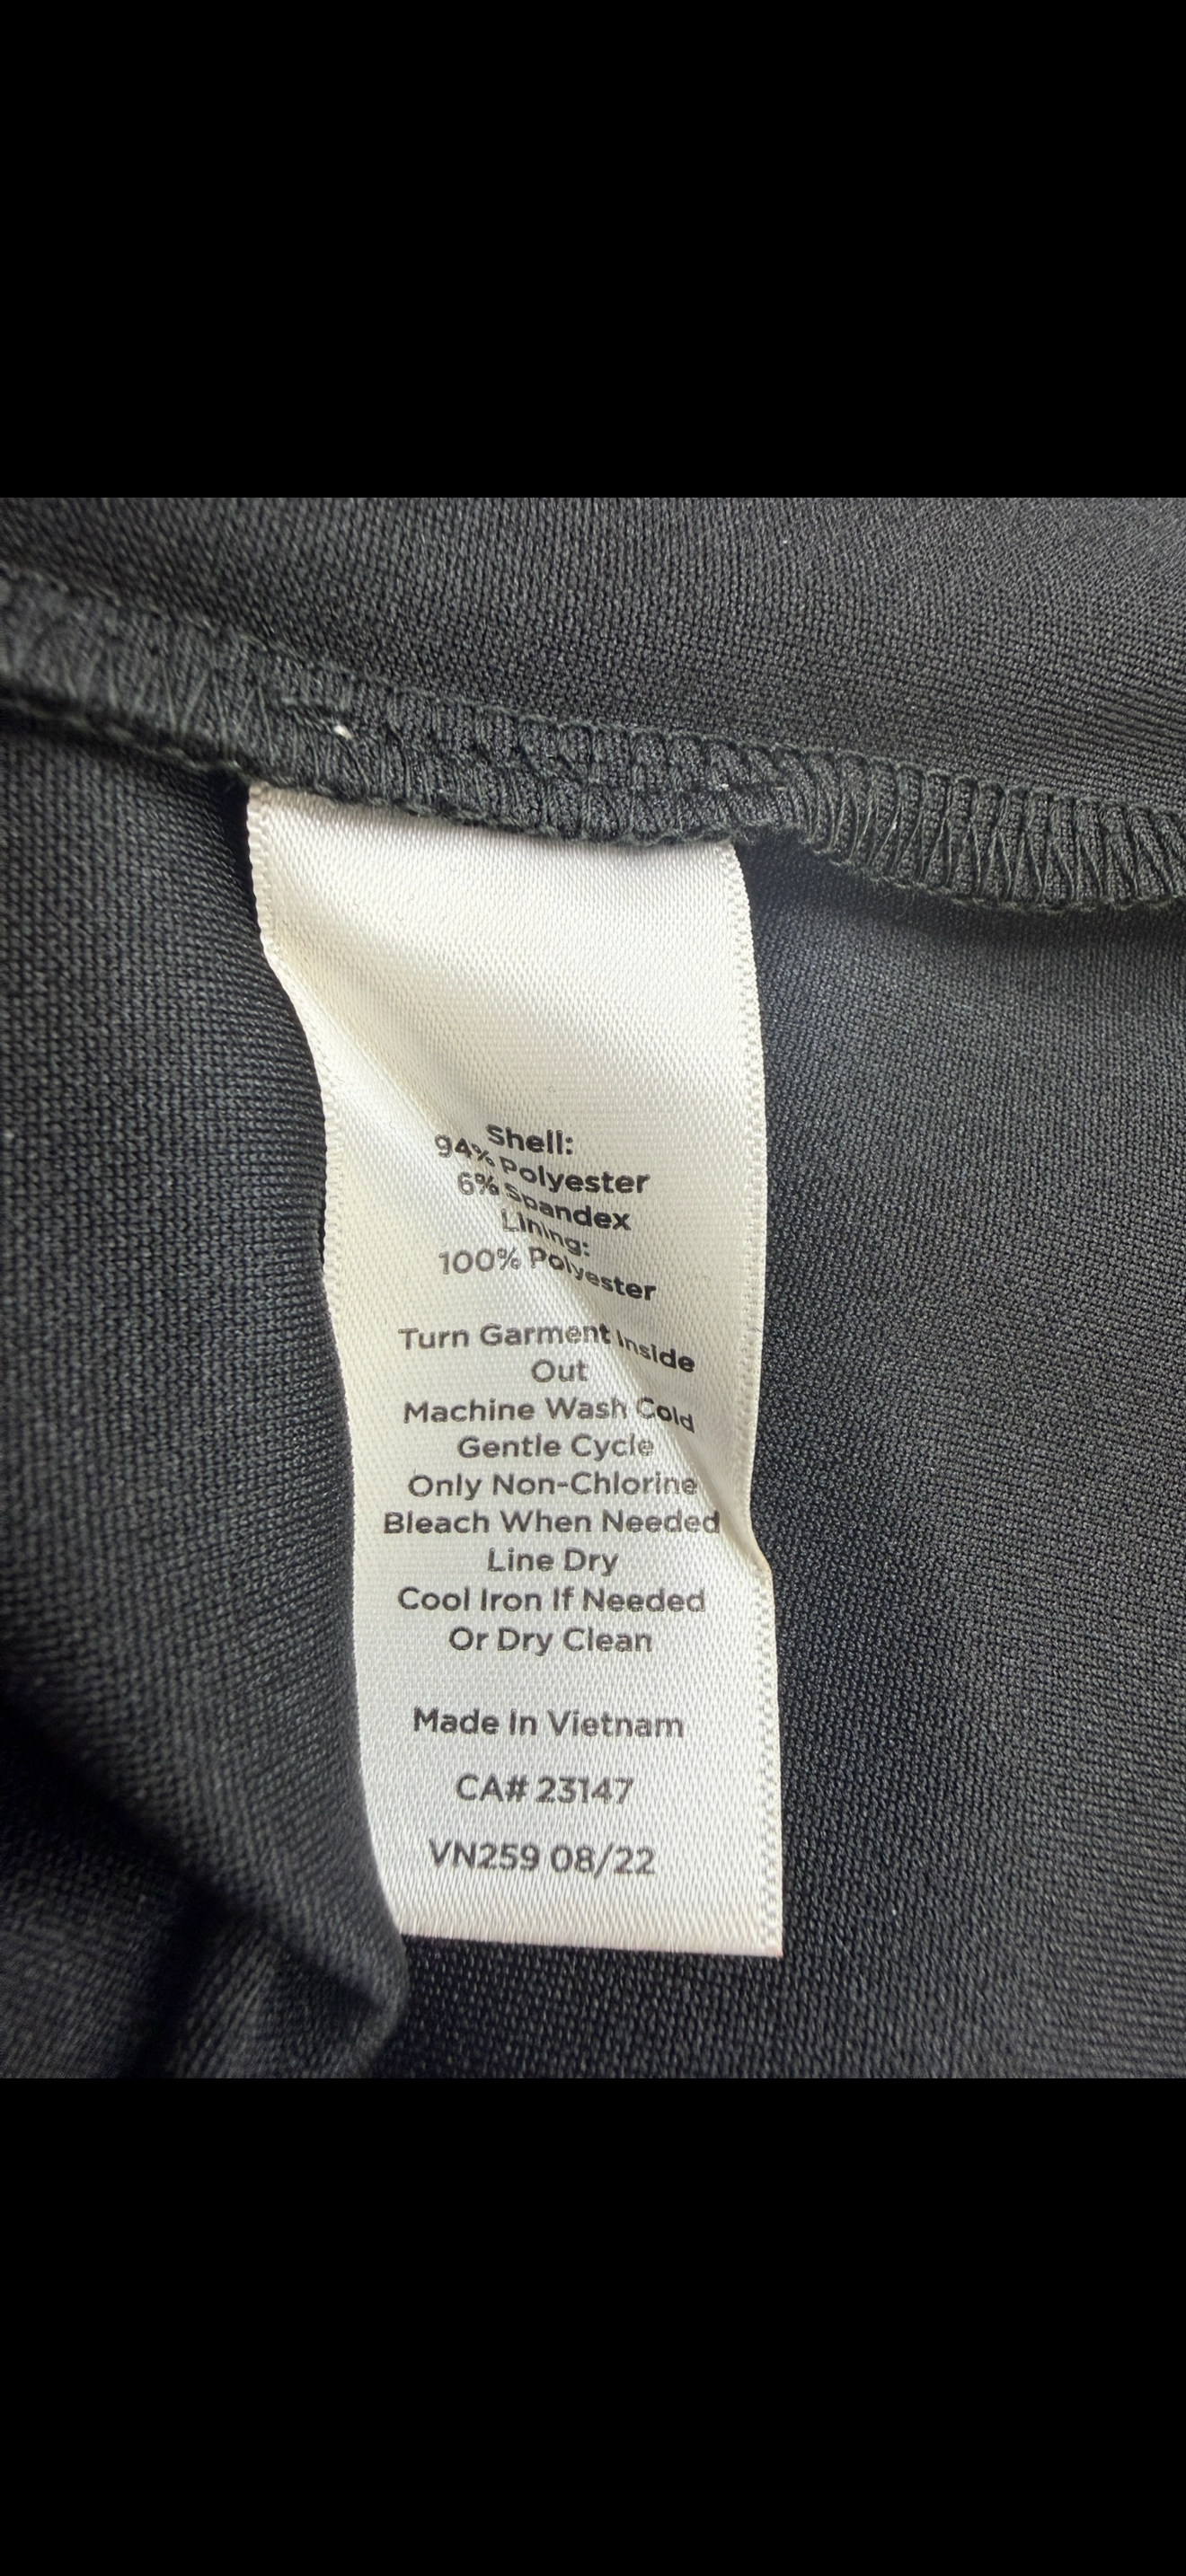 Shell:
94% Polyester
6% Spandex
Lining:
100% Polyester
Turn Garment Inside
Out
Machine Wash Cold
Gentle Cycle
Only Non-Chlorine
Bleach When Needed
Line Dry
Cool Iron If Needed
Or Dry Clean
Made In Vietnam
CA# 23147
VN259 08/22